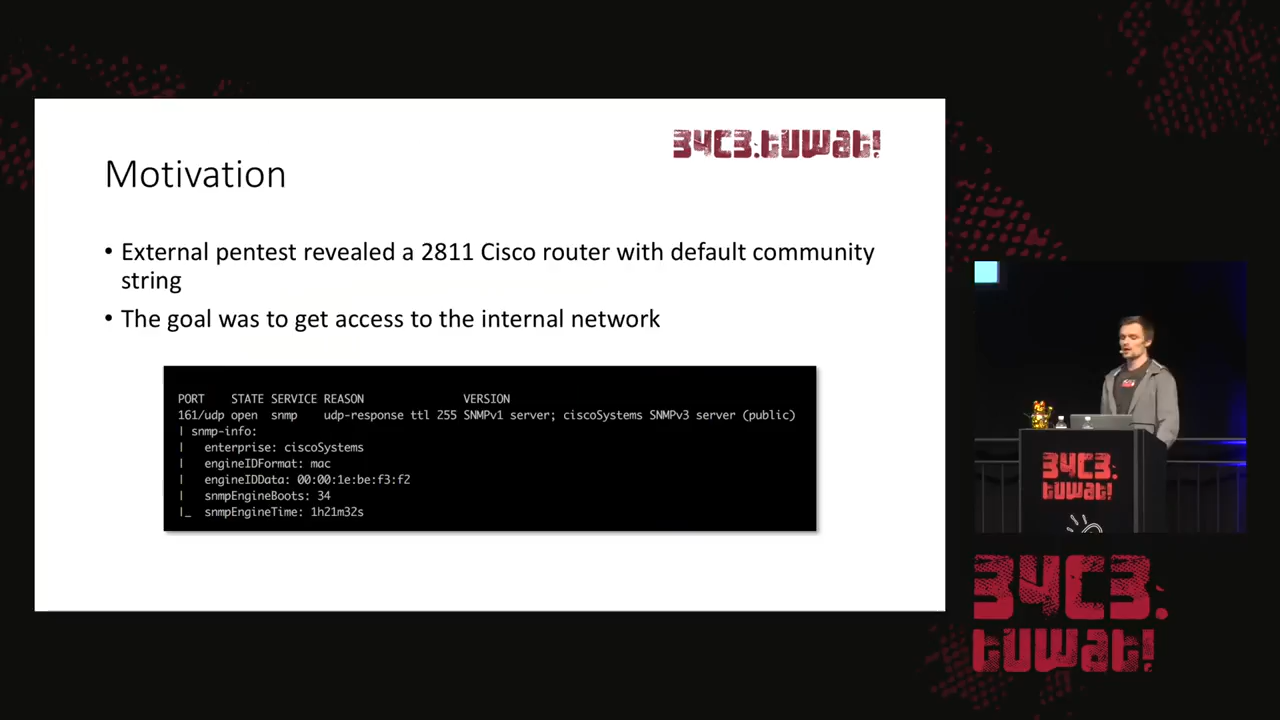 34C3.tuwat!
Motivation
• External pentest revealed a 2811 Cisco router with default community
string
• The goal was to get access to the internal network
PORT STATE SERVICE REASON VERSION
161/udp open snmp udp-response ttl 255 SNMPv1 server; ciscoSystems SNMPv3 server (public)
| snmp-info:
| enterprise: ciscoSystems
| engineIDFormat: mac
| engineIDData: 00:00:1e:be:f3:f2
| snmpEngineBoots: 34
|_ snmpEngineTime: 1h21m32s
34C3.
tuwat!
34C3.
tuwat!